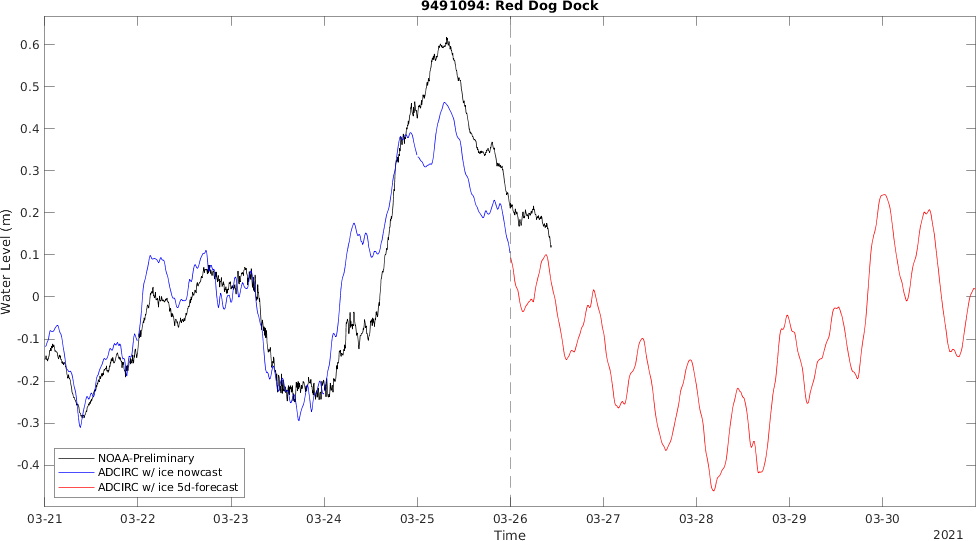 9491094: Red Dog Dock
Water Level (m)
0.6
0.5
0.4
0.3
0.2
0.1
0
-0.1
-0.2
-0.3
-0.4
NOAA-Preliminary
ADCIRC w/ ice nowcast
ADCIRC w/ ice 5d-forecast
03-21 03-22 03-23 03-24 03-25 03-26 03-27 03-28 03-29 03-30
Time
2021